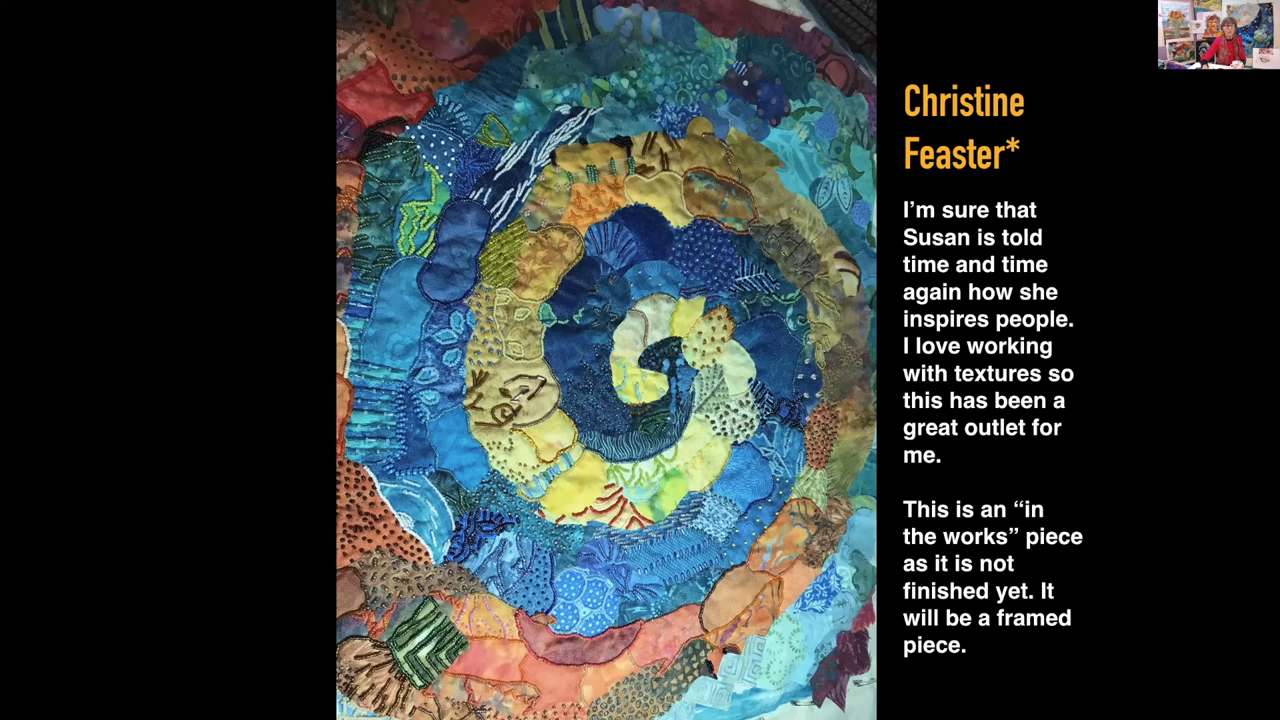 Christine
Feaster*
I’m sure that
Susan is told
time and time
again how she
inspires people.
I love working
with textures so
this has been a
great outlet for
me.
This is an “in
the works” piece
as it is not
finished yet. It
will be a framed
piece.